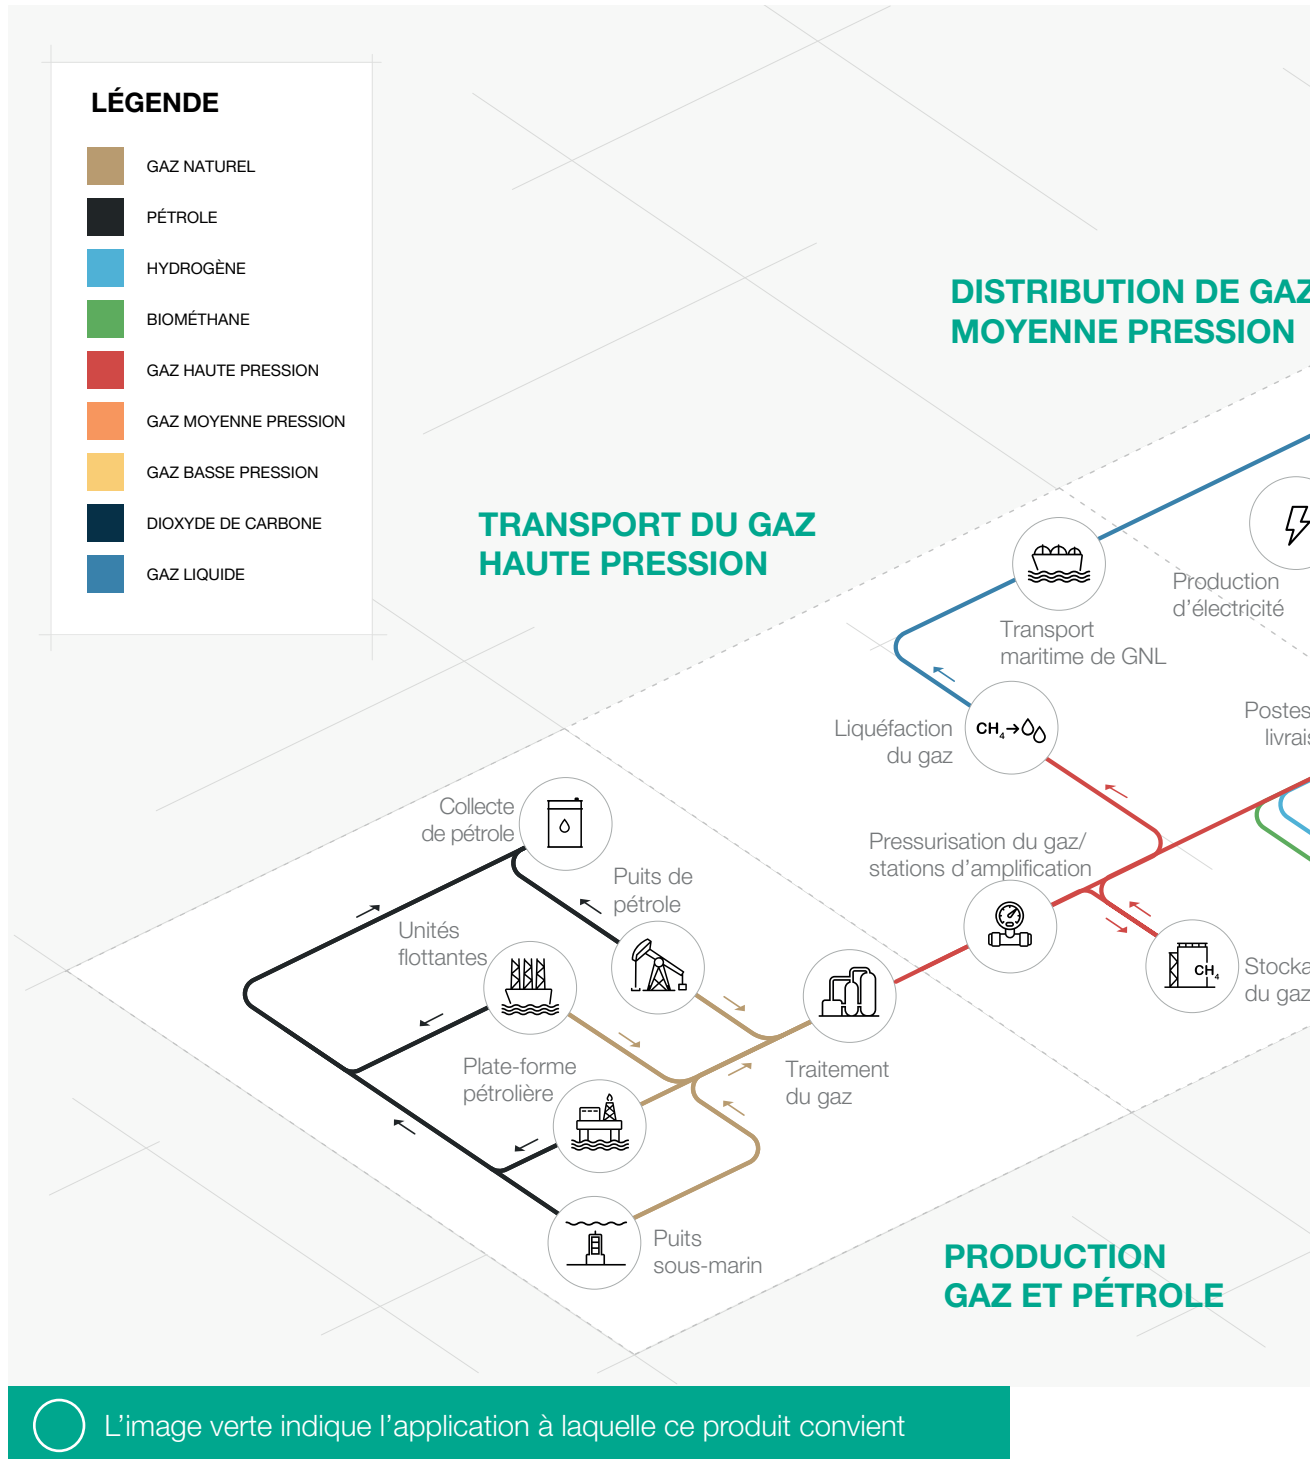 LÉGENDE
GAZ NATUREL
PÉTROLE
HYDROGÈNE
BIOMÉTHANE
GAZ HAUTE PRESSION
GAZ MOYENNE PRESSION
GAZ BASSE PRESSION
DIOXYDE DE CARBONE
GAZ LIQUIDE
DISTRIBUTION DE GAZ
MOYENNE PRESSION
TRANSPORT DU GAZ
HAUTE PRESSION
Production
d'électricité
Transport
maritime de GNL
Postes
Liquéfaction
du gaz
CH₄→
Collecte
de pétrole
Pressurisation du gaz/
stations d'amplification
Puits de
pétrole
Unités
flottantes
CH₄
du gaz
Plate-forme
pétrolière
Traitement
du gaz
Puits
sous-marin
PRODUCTION
GAZ ET PÉTROLE
L'image verte indique l'application à laquelle ce produit convient